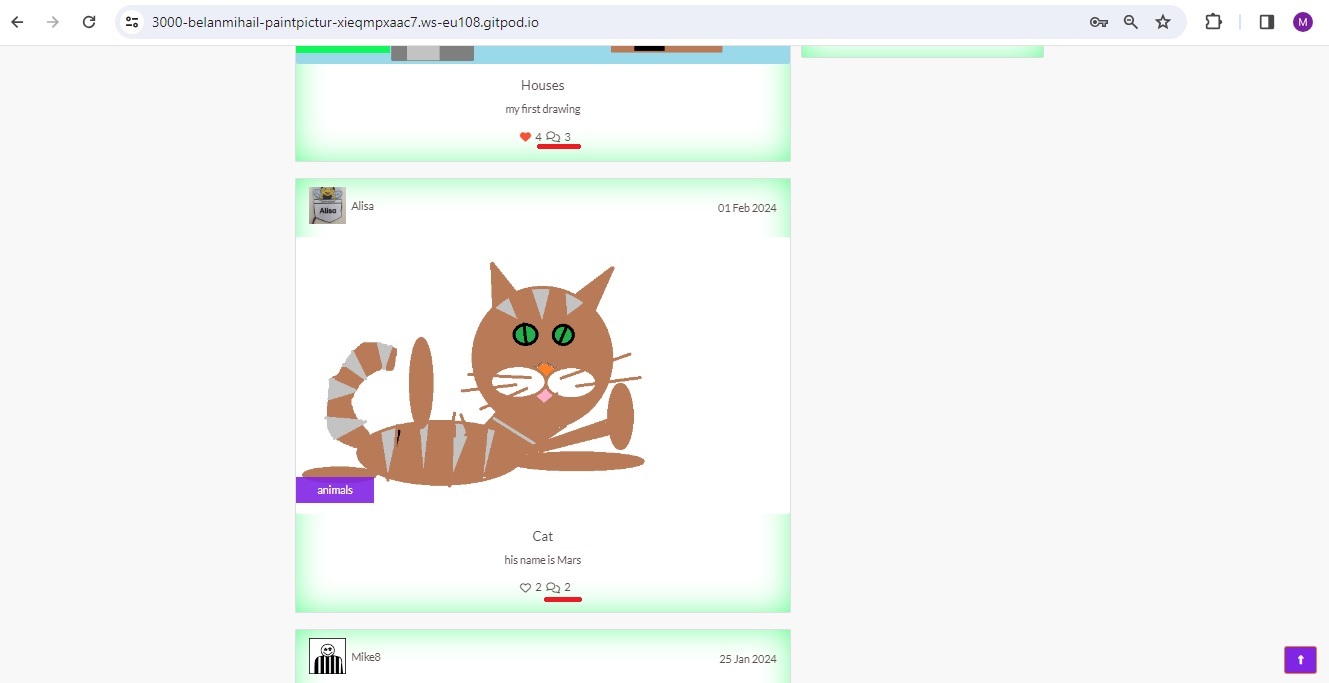 3000-belanmihail-paintpictur-xieqmpxaac7.ws-eu108.gitpod.io
M
Houses
my first drawing
4 3
Alisa
Alisa
01 Feb 2024
animals
Cat
his name is Mars
2 2
Mike8
25 Jan 2024